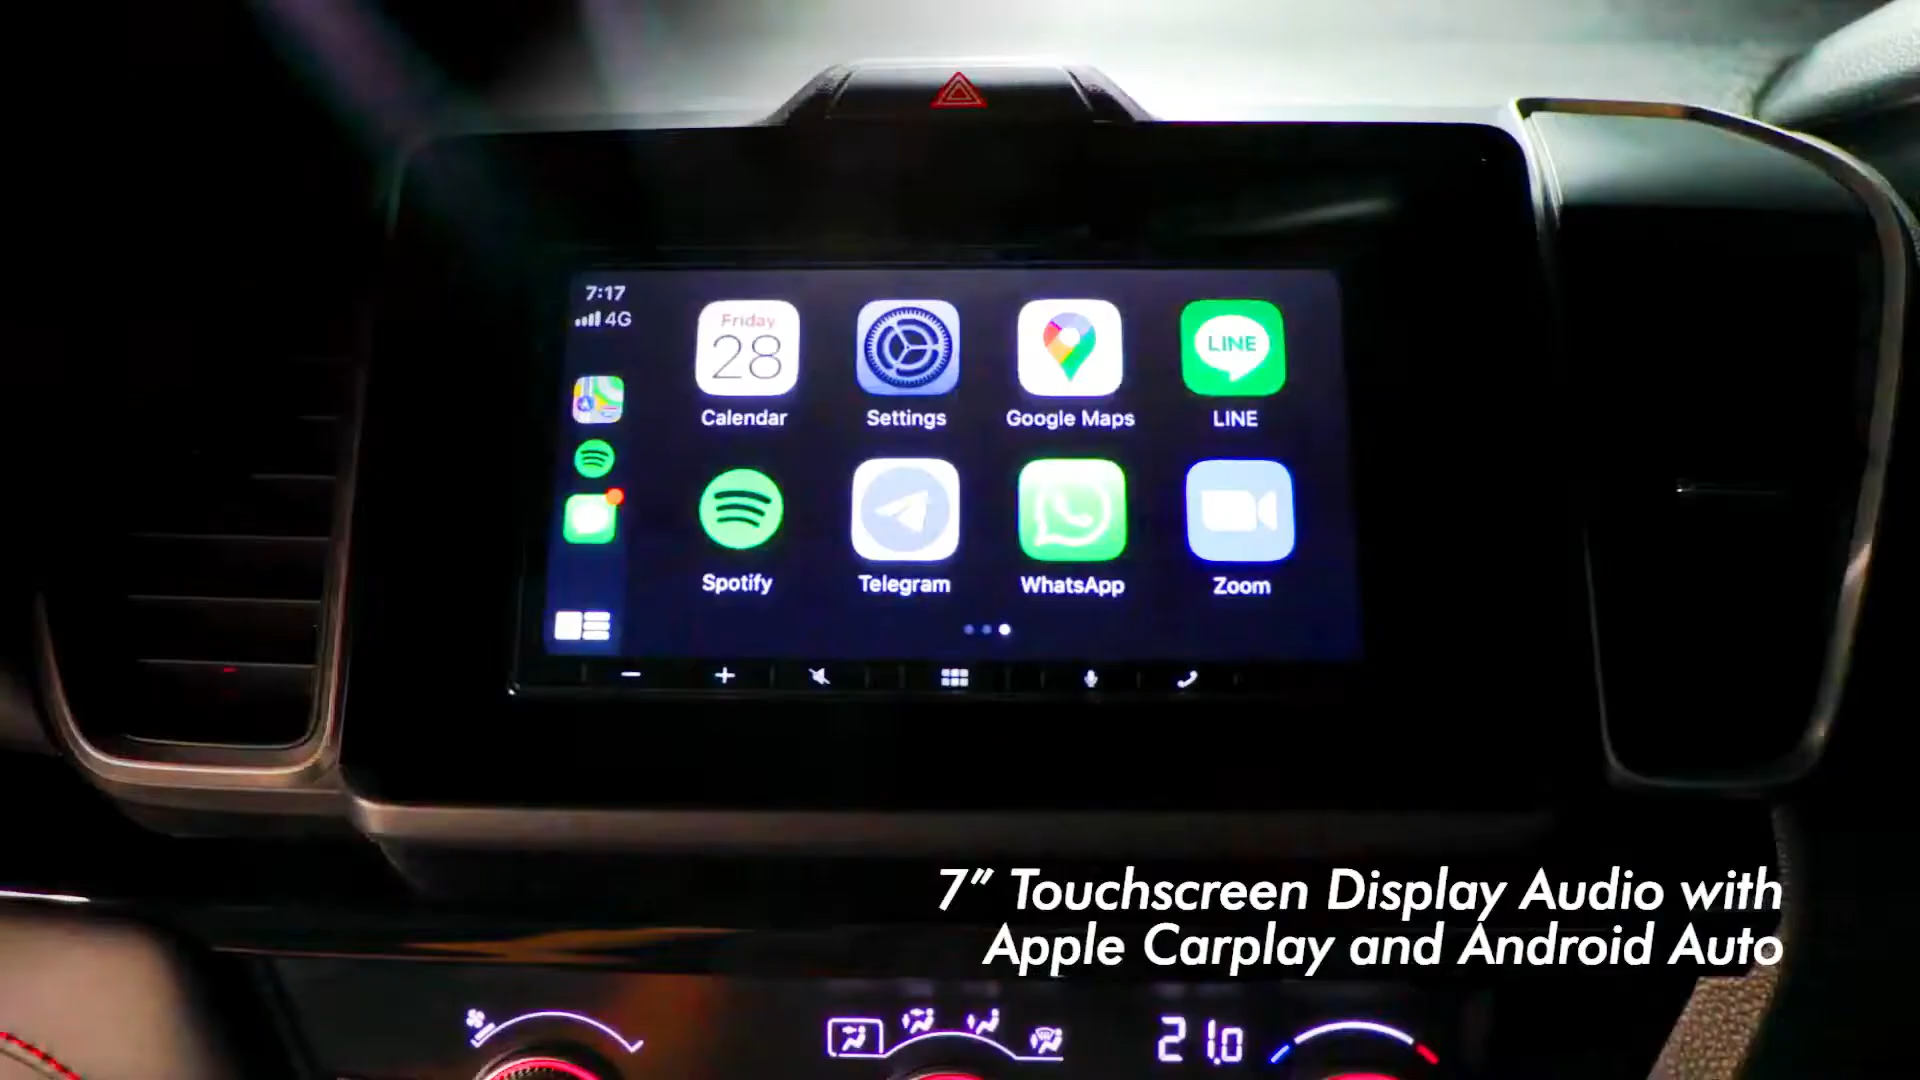 7:17
4G
Friday
28
Calendar
Settings
Google Maps
LINE
LINE
Spotify
Telegram
WhatsApp
Zoom
7" Touchscreen Display Audio with
Apple Carplay and Android Auto
21.0